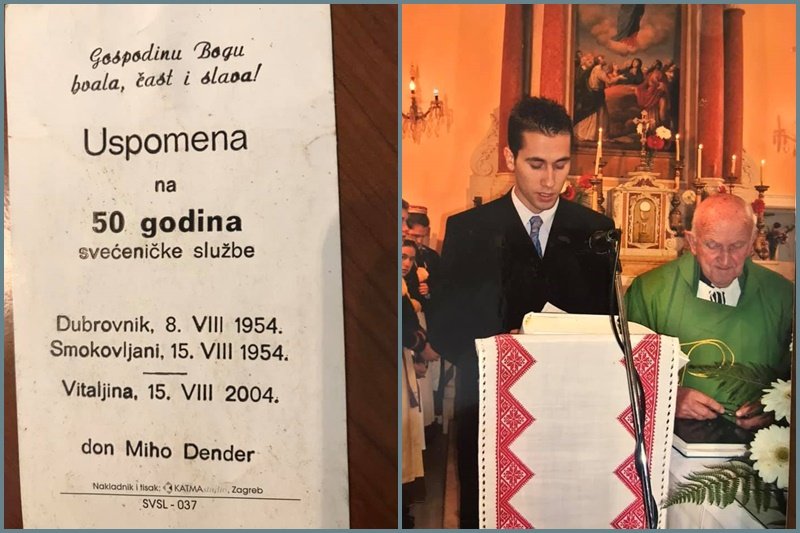 Gospodinu Bogu
hvala, čast i slava!
Uspomena
na
50 godina
svećeničke službe
Dubrovnik, 8. VIII 1954.
Smokovljani, 15. VIII 1954.
Vitaljina, 15. VIII 2004.
don Miho Dender
Nakladnik i tisak: KATMA, Zagreb
SVSL - 037